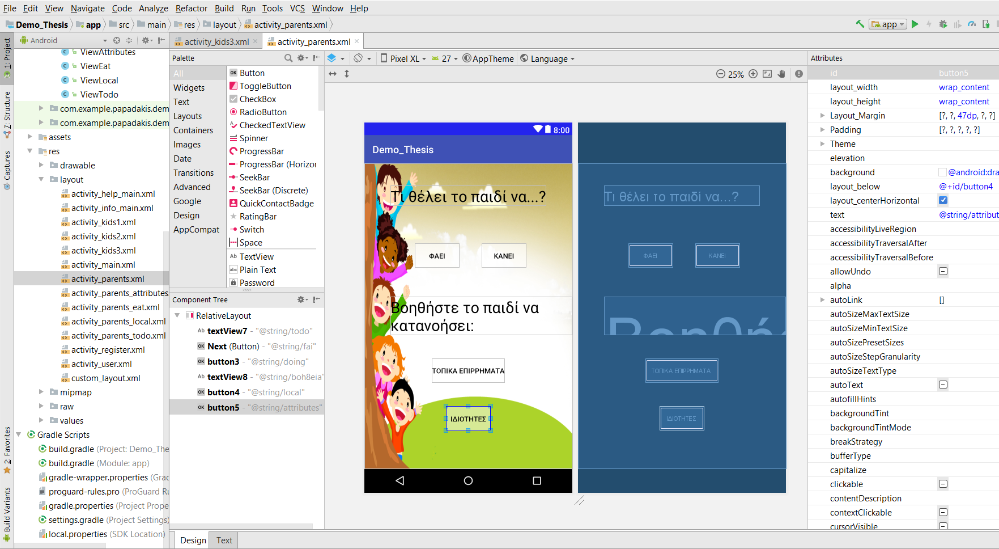 File Edit View Navigate Code Analyze Refactor Build Run Tools VCS Window Help
Demo_Thesis app src main res layout activity_parents.xml
app
1: Project
7: Structure
Captures
2: Favorites
Build Variants
Android
ViewAttributes
ViewEat
ViewLocal
ViewTodo
com.example.papadakis.dem
com.example.papadakis.dem
assets
res
drawable
layout
activity_help_main.xml
activity_info_main.xml
activity_kids1.xml
activity_kids2.xml
activity_kids3.xml
activity_main.xml
activity_parents.xml
activity_parents_attributes
activity_parents_eat.xml
activity_parents_local.xml
activity_parents_todo.xml
activity_register.xml
activity_user.xml
custom_layout.xml
mipmap
raw
values
Gradle Scripts
build.gradle (Project: Demo_The
build.gradle (Module: app)
gradle-wrapper.properties (Grad
proguard-rules.pro (ProGuard Ru
gradle.properties (Project Prope
settings.gradle (Project Settings)
local.properties (SDK Location)
activity_kids3.xml activity_parents.xml
Palette
All
Widgets
Text
Layouts
Containers
Images
Date
Transitions
Advanced
Google
Design
AppCompat
OK Button
ToggleButton
CheckBox
RadioButton
CheckedTextView
Spinner
ProgressBar
ProgressBar (Horizor
SeekBar
SeekBar (Discrete)
QuickContactBadge
RatingBar
Switch
Space
Ab TextView
abc Plain Text
Password
Component Tree
RelativeLayout
Ab textView7 - "@string/todo"
OK Next (Button) - "@string/fai"
OK button3 - "@string/doing"
Ab textView8 - "@string/boh8eia"
OK button4 - "@string/local"
OK button5 - "@string/attributes"
Pixel XL 27 AppTheme Language
25%
8:00
Demo_Thesis
Τι θέλει το παιδί να...?
ΦΑΕΙ ΚΑΝΕΙ
Βοηθήστε το παιδί να
κατανοήσει:
ΤΟΠΙΚΑ ΕΠΙΡΡΗΜΑΤΑ
ΙΔΙΟΤΗΤΕΣ
Τι θέλει το παιδί να...?
ΦΑΕΙ ΚΑΝΕΙ
Βοηθήσ
ΤΟΠΙΚΑ ΕΠΙΡΡΗΜΑΤΑ
ΙΔΙΟΤΗΤΕΣ
Design Text
Attributes
id button5
layout_width wrap_content
layout_height wrap_content
Layout_Margin [?, ?, 47dp, ?, ?]
Padding [?, ?, ?, ?, ?]
Theme
elevation
background @android:dra
layout_below @+id/button4
layout_centerHorizontal
text @string/attribut
accessibilityLiveRegion
accessibilityTraversalAfter
accessibilityTraversalBefore
allowUndo
alpha
autoLink []
autoSizeMaxTextSize
autoSizeMinTextSize
autoSizePresetSizes
autoSizeStepGranularity
autoSizeTextType
autoText
autofillHints
backgroundTint
backgroundTintMode
breakStrategy
bufferType
capitalize
clickable
contentDescription
contextClickable
cursorVisible